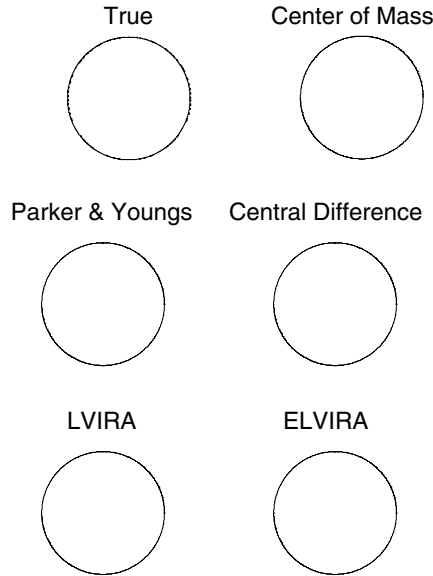 True
Center of Mass
Parker & Youngs
Central Difference
LVIRA
ELVIRA